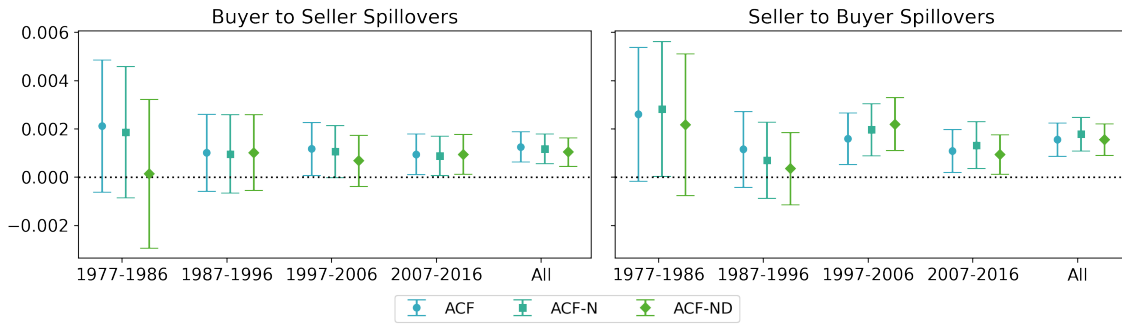 Buyer to Seller Spillovers
Seller to Buyer Spillovers
0.006
0.004
0.002
0.000
−0.002
1977-1986 1987-1996 1997-2006 2007-2016 All
1977-1986 1987-1996 1997-2006 2007-2016 All
ACF ACF-N ACF-ND